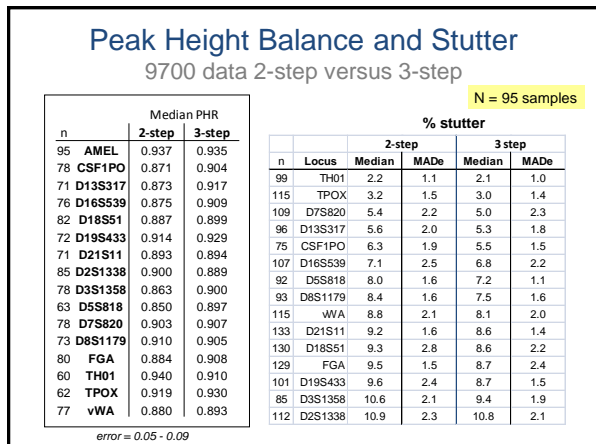 Peak Height Balance and Stutter
9700 data 2-step versus 3-step
N = 95 samples
Median PHR
n 2-step 3-step
95 AMEL 0.937 0.935
78 CSF1PO 0.871 0.904
71 D13S317 0.873 0.917
76 D16S539 0.875 0.909
82 D18S51 0.887 0.899
72 D19S433 0.914 0.929
71 D21S11 0.893 0.894
85 D2S1338 0.900 0.889
78 D3S1358 0.863 0.900
63 D5S818 0.850 0.897
78 D7S820 0.903 0.907
73 D8S1179 0.910 0.905
80 FGA 0.884 0.908
60 TH01 0.940 0.910
62 TPOX 0.919 0.930
77 vWA 0.880 0.893
error = 0.05 - 0.09
% stutter
2-step 3 step
n Locus Median MADe Median MADe
99 TH01 2.2 1.1 2.1 1.0
115 TPOX 3.2 1.5 3.0 1.4
109 D7S820 5.4 2.2 5.0 2.3
96 D13S317 5.6 2.0 5.3 1.8
75 CSF1PO 6.3 1.9 5.5 1.5
107 D16S539 7.1 2.5 6.8 2.2
92 D5S818 8.0 1.6 7.2 1.1
93 D8S1179 8.4 1.6 7.5 1.6
115 vWA 8.8 2.1 8.1 2.0
133 D21S11 9.2 1.6 8.6 1.4
130 D18S51 9.3 2.8 8.6 2.2
129 FGA 9.5 1.5 8.7 2.4
101 D19S433 9.6 2.4 8.7 1.5
85 D3S1358 10.6 2.1 9.4 1.9
112 D2S1338 10.9 2.3 10.8 2.1